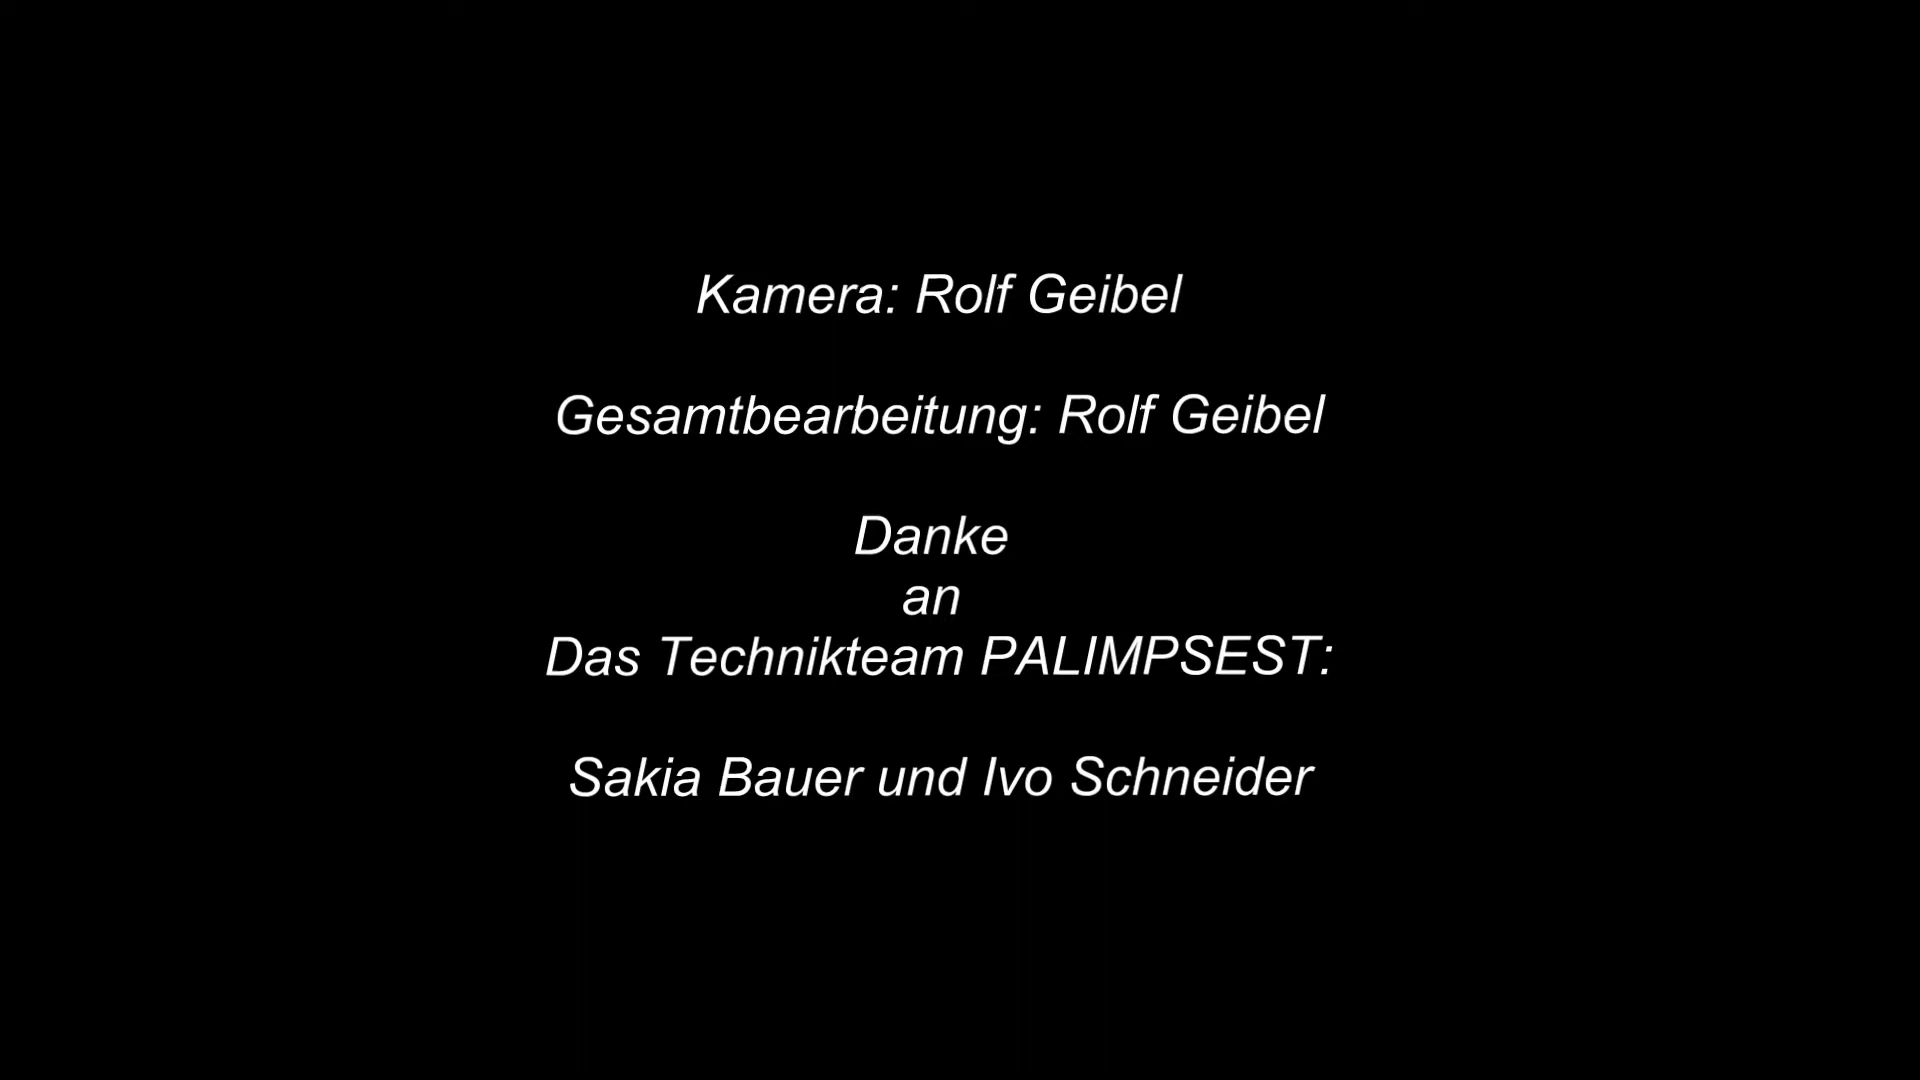 Kamera: Rolf Geibel
Gesamtbearbeitung: Rolf Geibel
Danke
an
Das Technikteam PALIMPSEST:
Sakia Bauer und Ivo Schneider